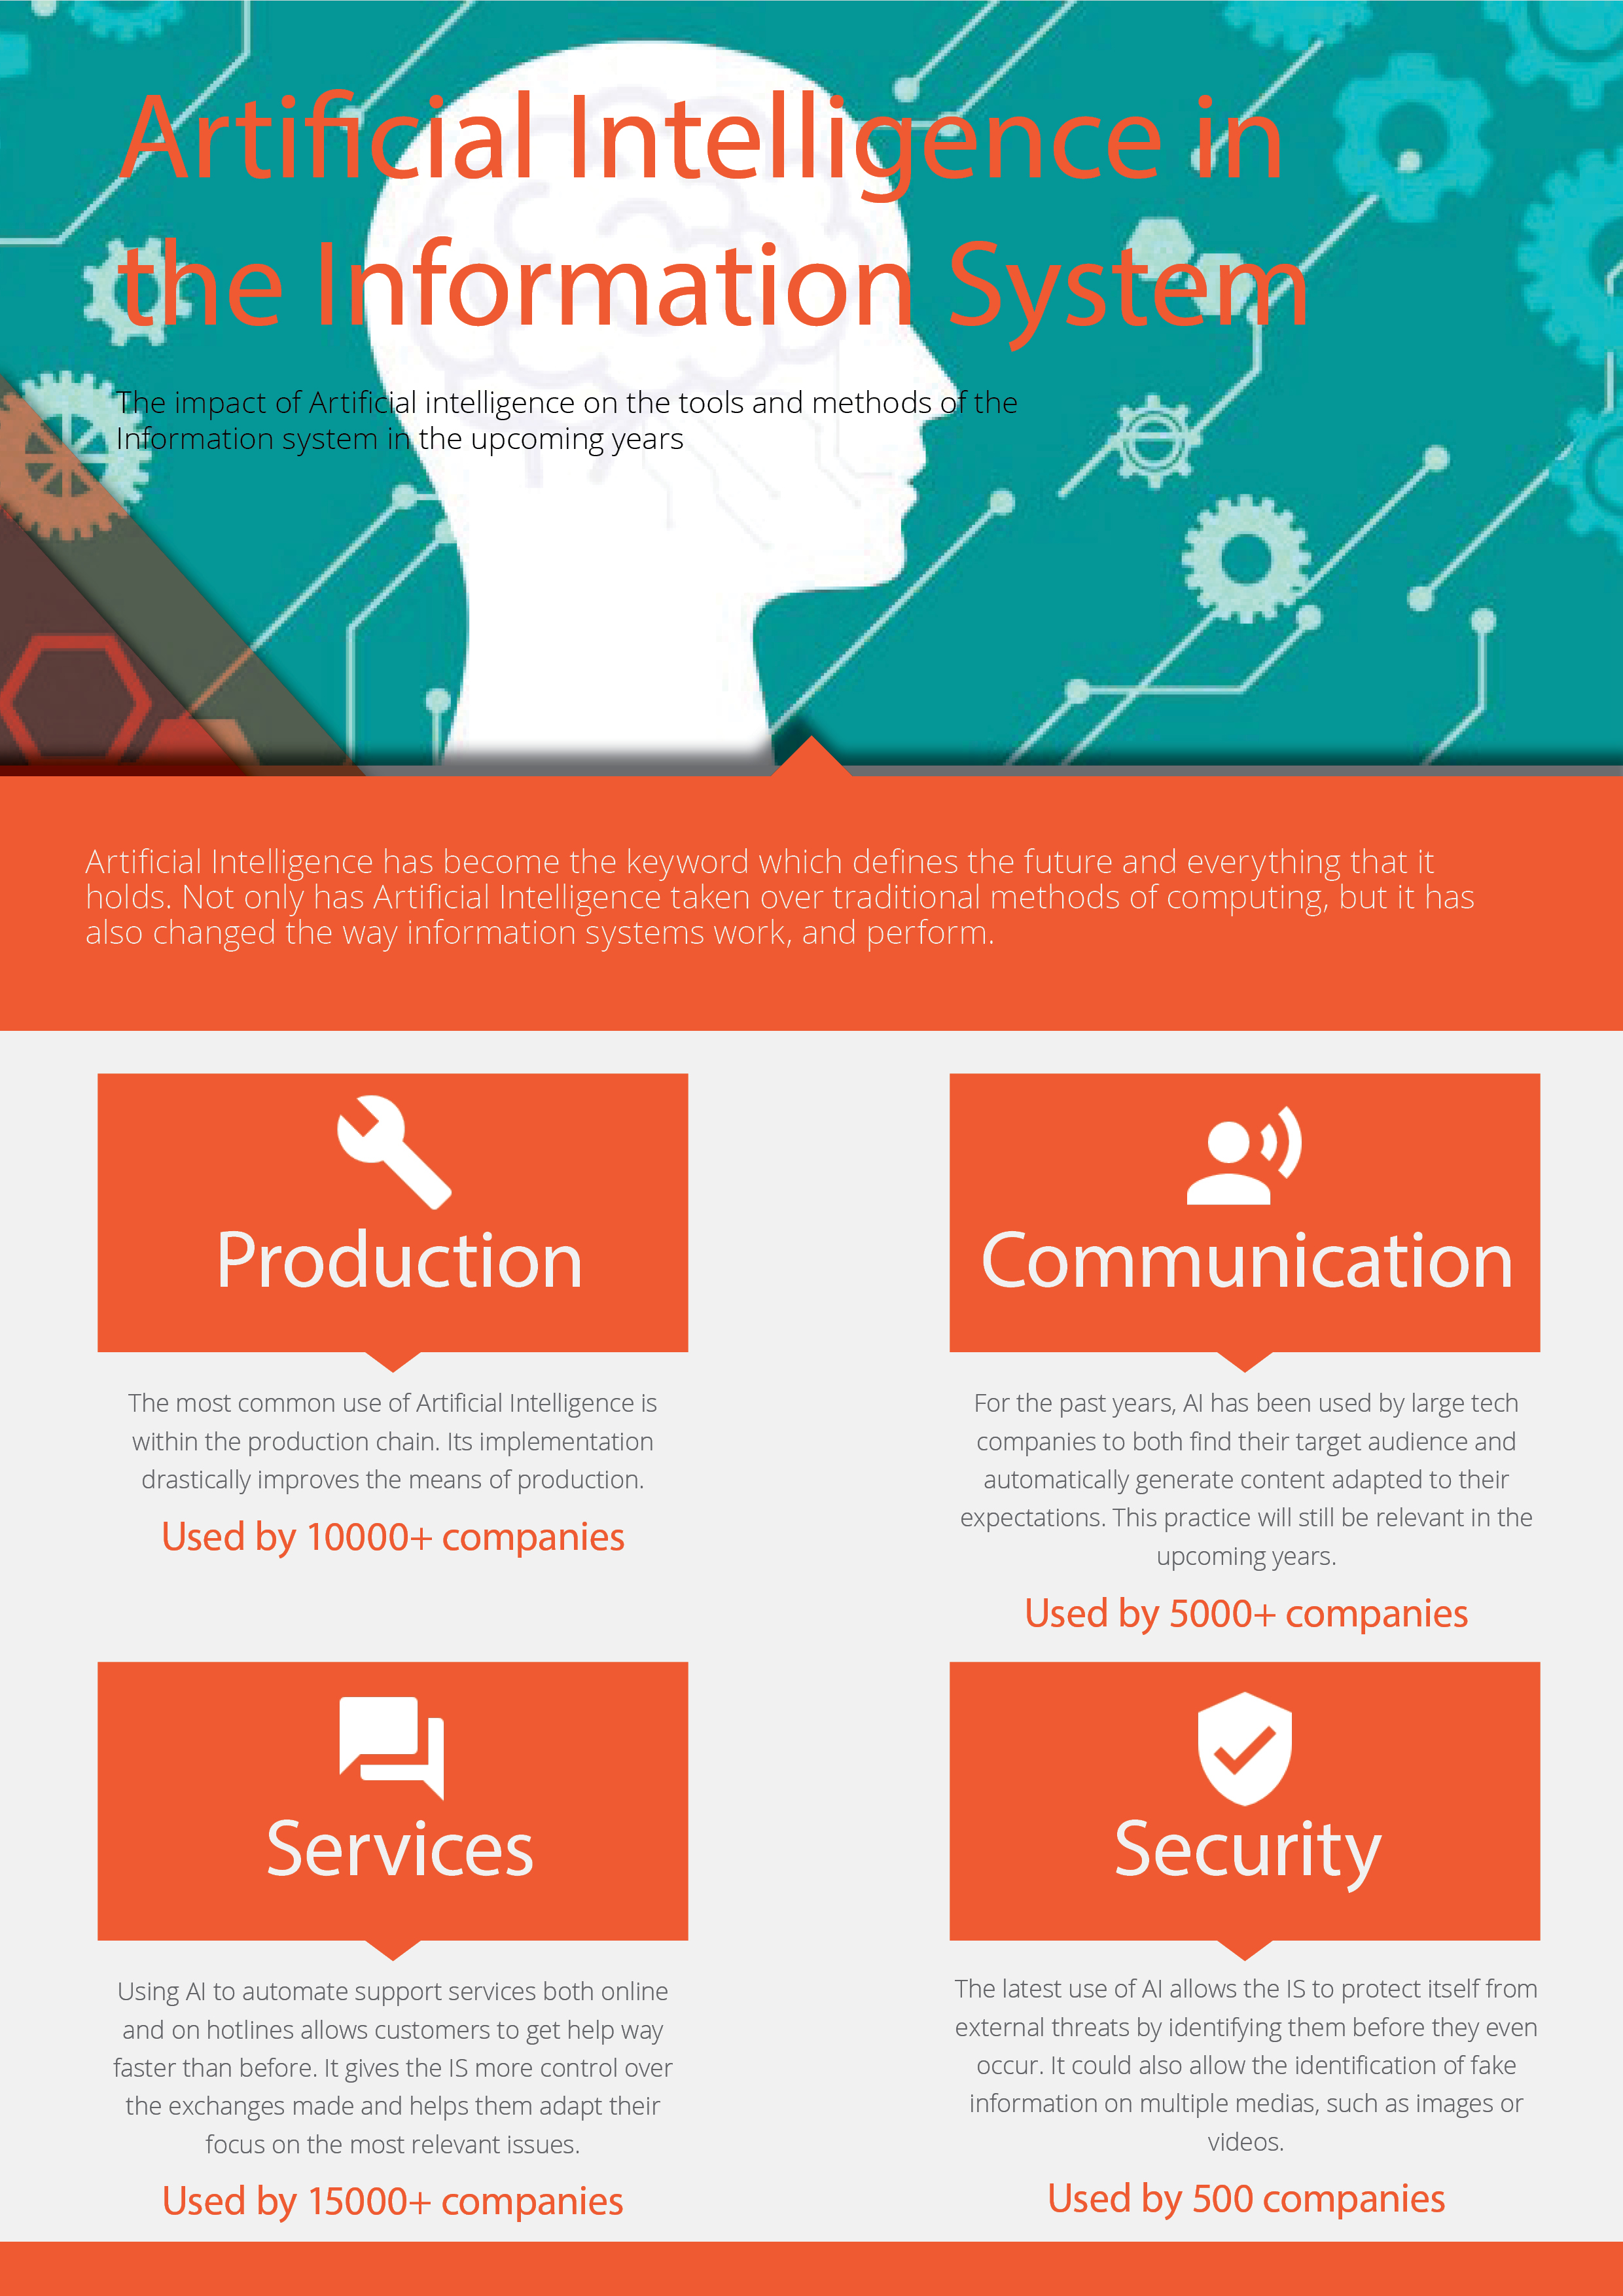 Artificial Intelligence in
the Information System
The impact of Artificial intelligence on the tools and methods of the
Information system in the upcoming years
Artificial Intelligence has become the keyword which defines the future and everything that it
holds. Not only has Artificial Intelligence taken over traditional methods of computing, but it has
also changed the way information systems work, and perform.
Production
The most common use of Artificial Intelligence is
within the production chain. Its implementation
drastically improves the means of production.
Used by 10000+ companies
Communication
For the past years, AI has been used by large tech
companies to both find their target audience and
automatically generate content adapted to their
expectations. This practice will still be relevant in the
upcoming years.
Used by 5000+ companies
Services
Using AI to automate support services both online
and on hotlines allows customers to get help way
faster than before. It gives the IS more control over
the exchanges made and helps them adapt their
focus on the most relevant issues.
Used by 15000+ companies
Security
The latest use of AI allows the IS to protect itself from
external threats by identifying them before they even
occur. It could also allow the identification of fake
information on multiple medias, such as images or
videos.
Used by 500 companies